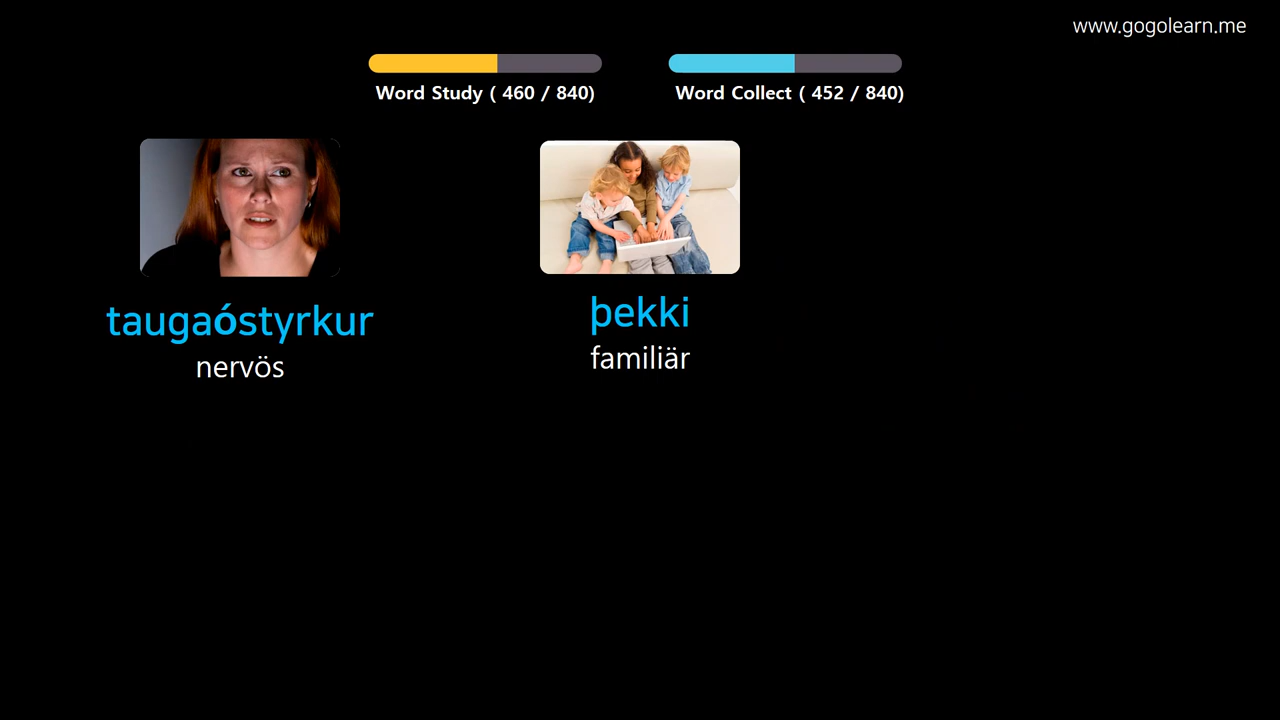 www.gogolearn.me
Word Study ( 460 / 840)
Word Collect ( 452 / 840)
taugaóstyrkur
nervös
þekki
familiär